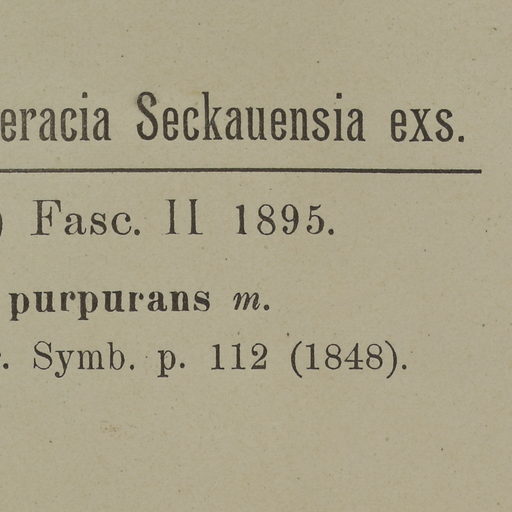 eracia Seckauensia exs.
) Fasc. II 1895.
purpurans m.
. Symb. p. 112 (1848).